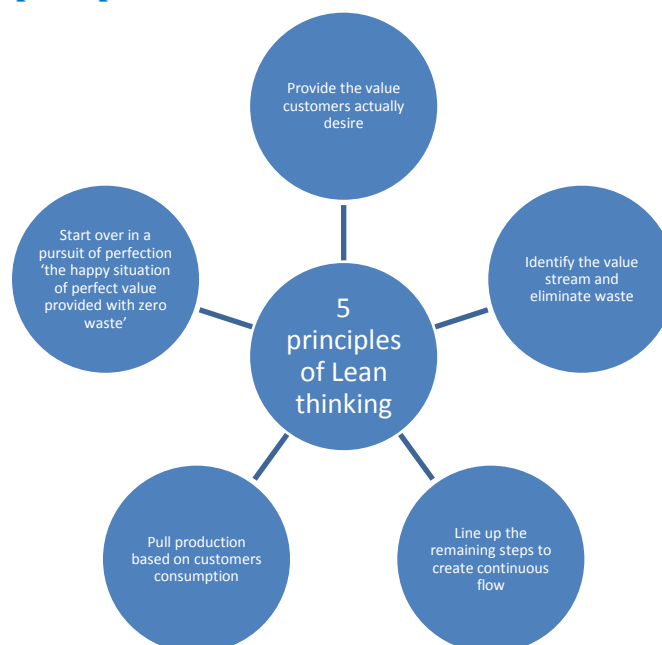 Provide the value
customers actually
desire
Identify the value
stream and
eliminate waste
Line up the
remaining steps to
create continuous
flow
Pull production
based on customers
consumption
Start over in a
pursuit of perfection
‘the happy situation
of perfect value
provided with zero
waste’
5
principles
of Lean
thinking